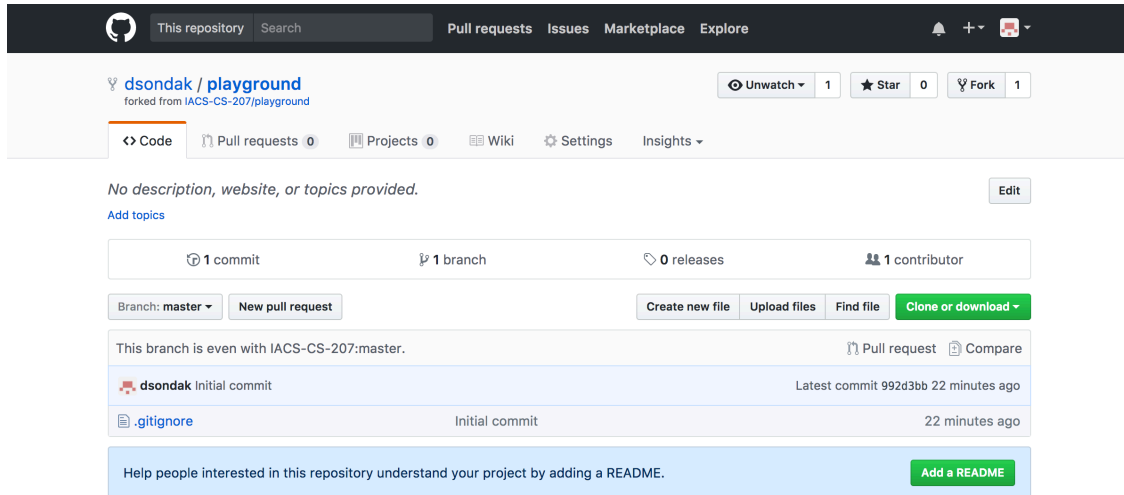 This repository Search Pull requests Issues Marketplace Explore
dsondak / playground Unwatch 1 Star 0 Fork 1
forked from IACS-CS-207/playground
Code Pull requests 0 Projects 0 Wiki Settings Insights
No description, website, or topics provided. Edit
Add topics
1 commit 1 branch 0 releases 1 contributor
Branch: master New pull request Create new file Upload files Find file Clone or download
This branch is even with IACS-CS-207:master. Pull request Compare
dsondak Initial commit Latest commit 992d3bb 22 minutes ago
.gitignore Initial commit 22 minutes ago
Help people interested in this repository understand your project by adding a README. Add a README